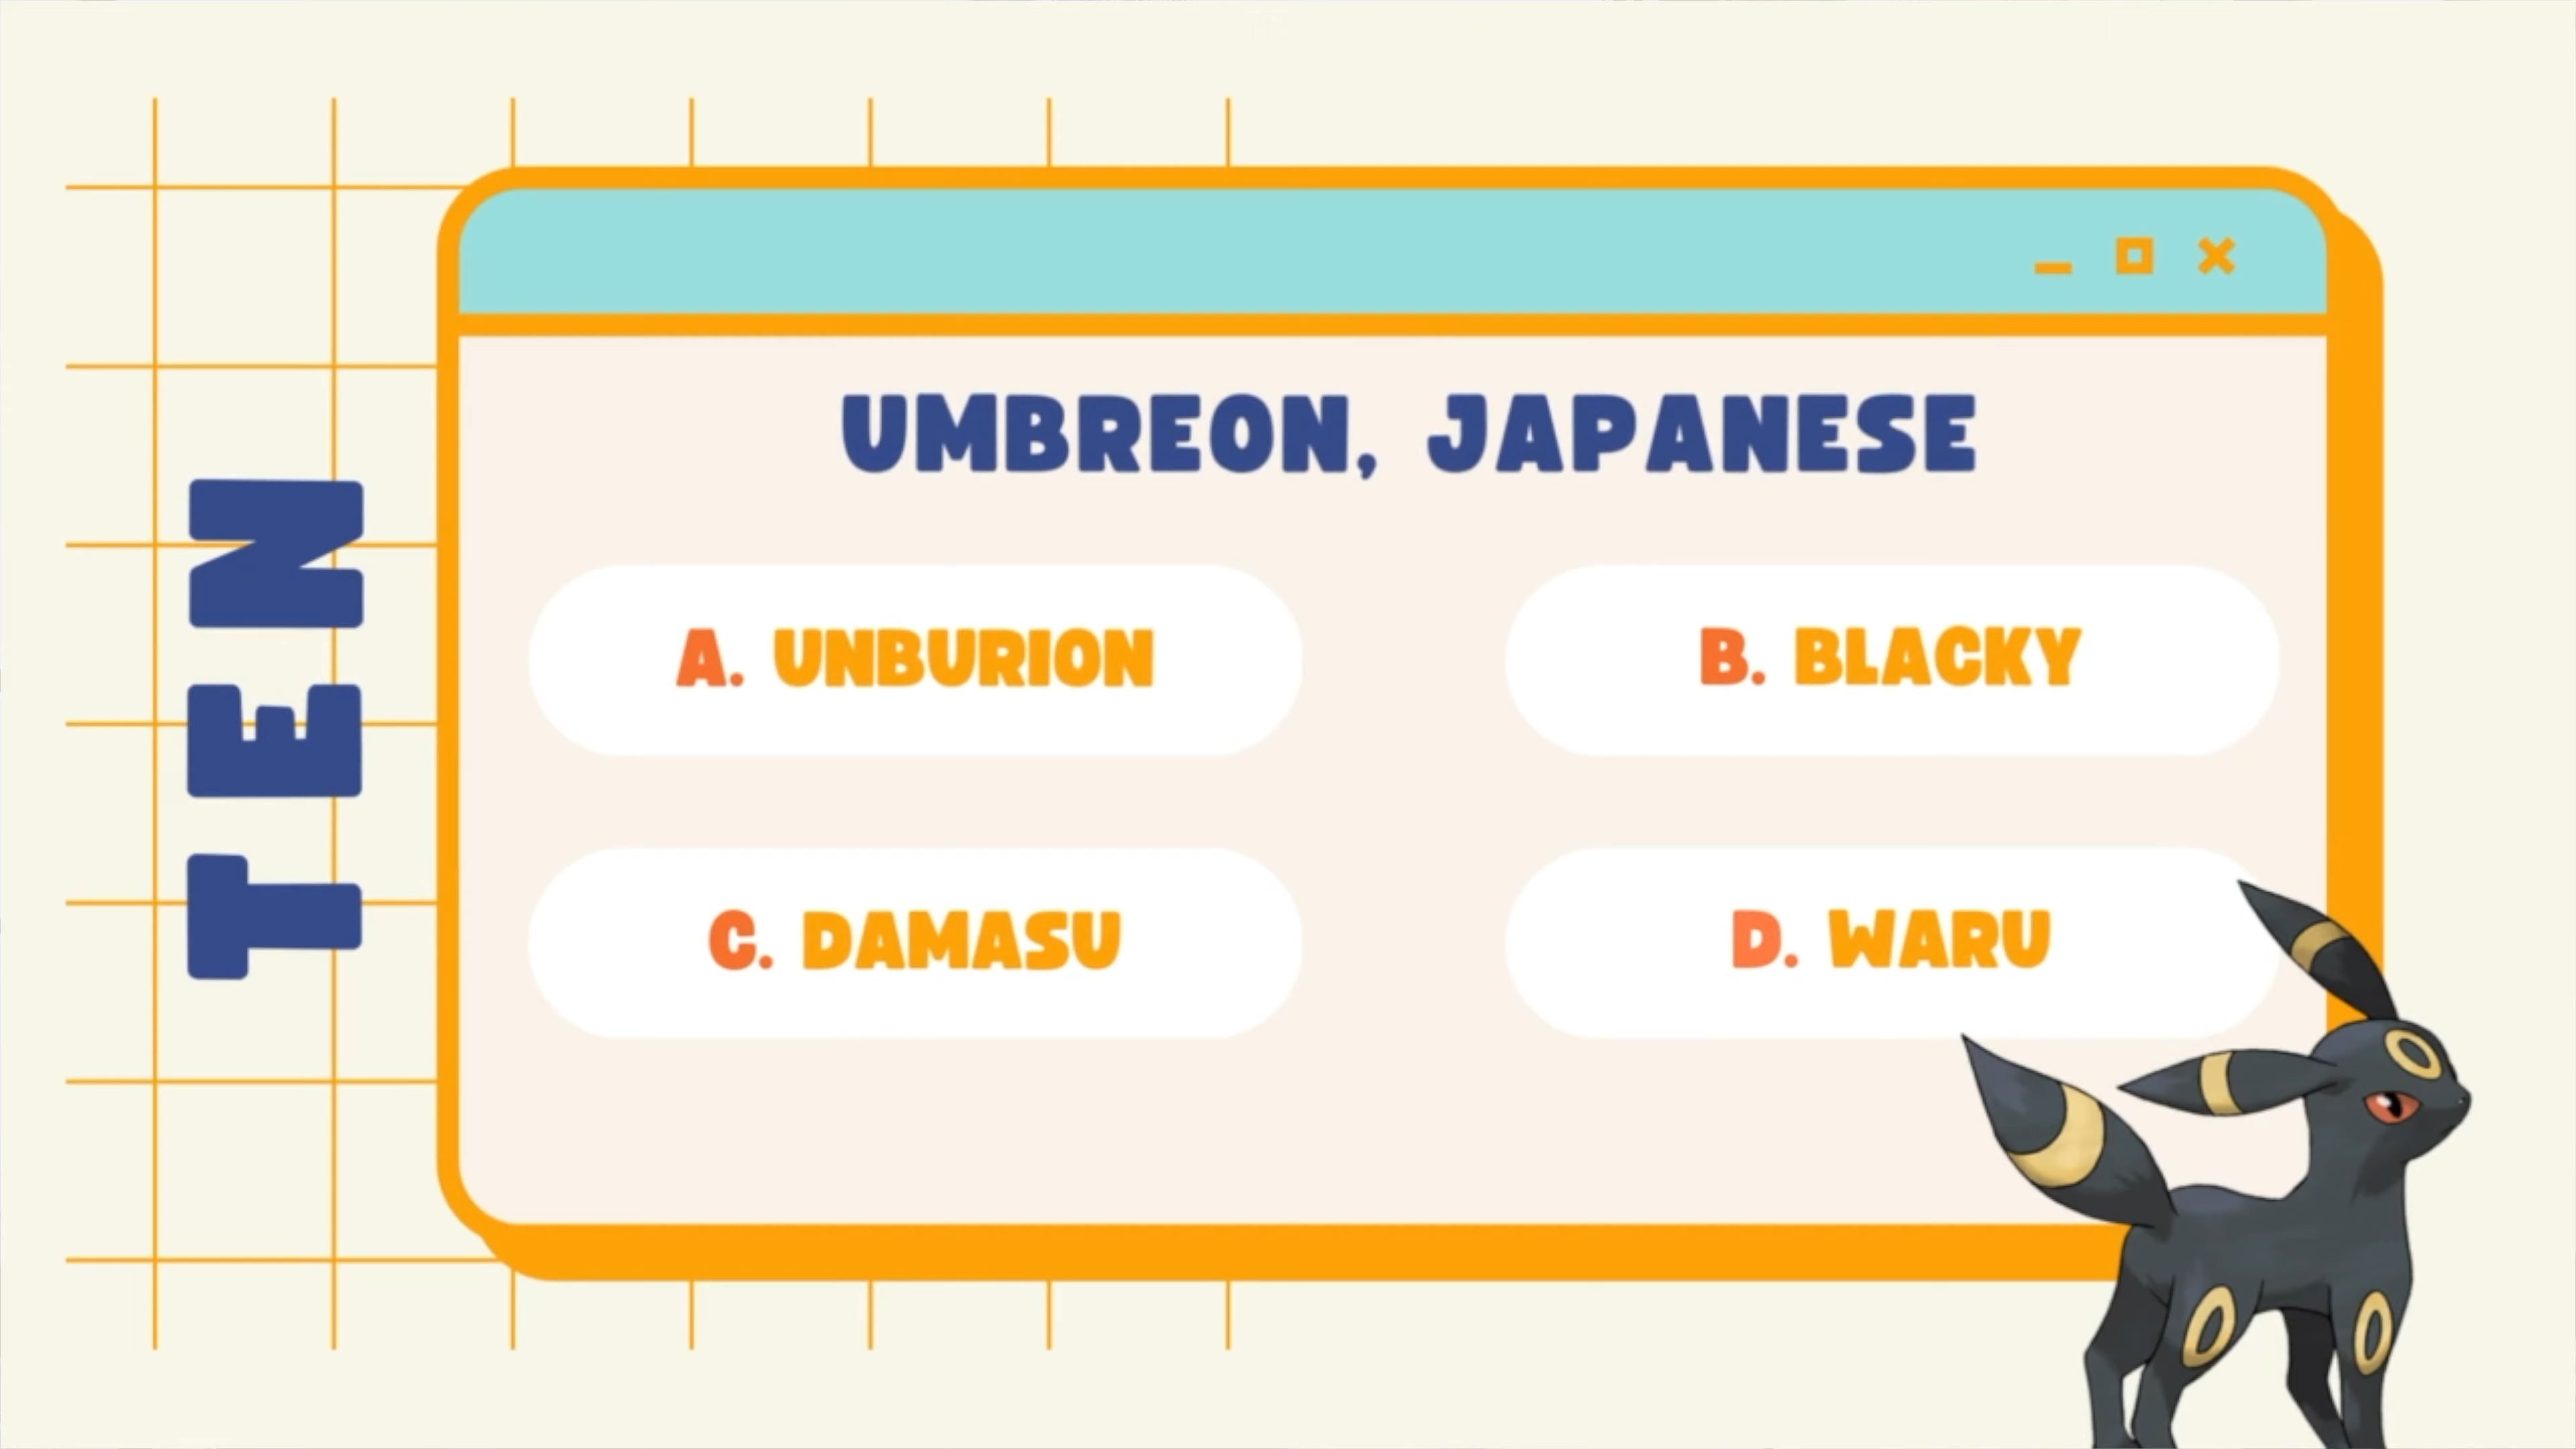 TEN
UMBREON, JAPANESE
A. UNBURION
B. BLACKY
C. DAMASU
D. WARU